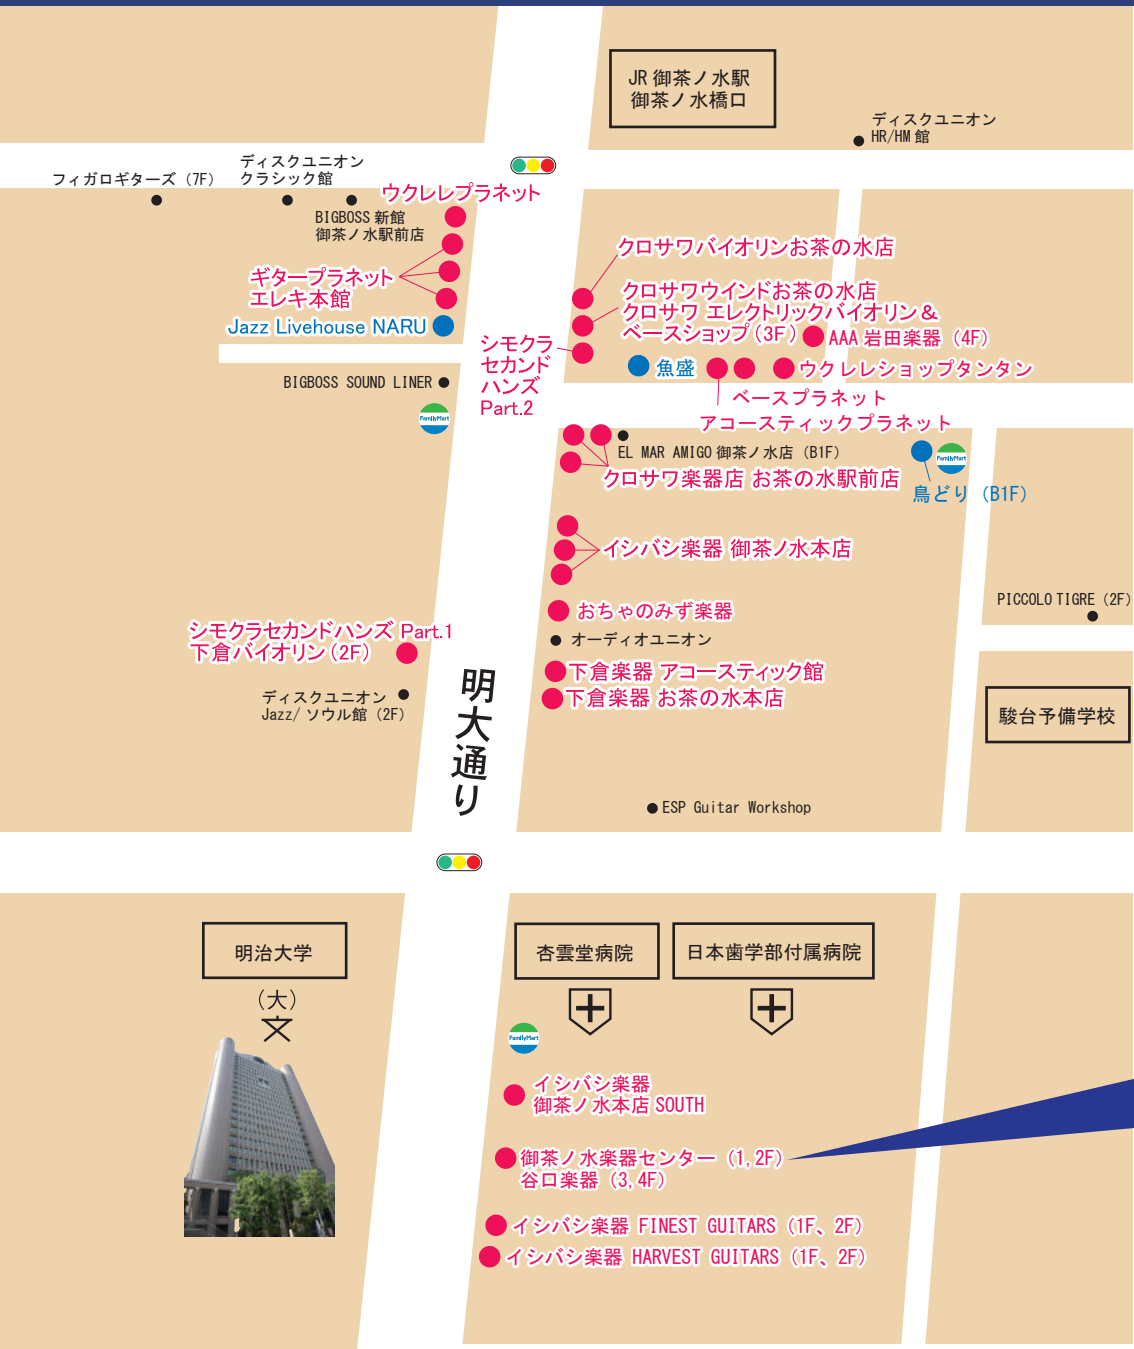 JR 御茶ノ水駅
御茶ノ水橋口
ディスクユニオン
HR/HM 館
フィガロギターズ（7F）
ディスクユニオン
クラシック館
ウクレレプラネット
BIGBOSS 新館
御茶ノ水駅前店
ギタープラネット
エレキ本館
Jazz Livehouse NARU
クロサワバイオリンお茶の水店
クロサワウインドお茶の水店
クロサワ エレクトリックバイオリン＆
ベースショップ（3F）
AAA 岩田楽器（4F）
シモクラ
セカンド
ハンズ
Part.2
魚盛
ウクレレショップタンタン
ベースプラネット
アコースティックプラネット
BIGBOSS SOUND LINER
FamilyMart
EL MAR AMIGO 御茶ノ水店（B1F）
クロサワ楽器店 お茶の水駅前店
FamilyMart
鳥どり（B1F）
イシバシ楽器 御茶ノ水本店
おちゃのみず楽器
オーディオユニオン
PICCOLO TIGRE（2F）
シモクラセカンドハンズ Part.1
下倉バイオリン（2F）
下倉楽器 アコースティック館
下倉楽器 お茶の水本店
ディスクユニオン
Jazz/ ソウル館（2F）
明大通り
駿台予備学校
ESP Guitar Workshop
明治大学
（大）
文
杏雲堂病院
日本歯学部付属病院
FamilyMart
イシバシ楽器
御茶ノ水本店 SOUTH
御茶ノ水楽器センター（1,2F）
谷口楽器（3,4F）
イシバシ楽器 FINEST GUITARS（1F、2F）
イシバシ楽器 HARVEST GUITARS（1F、2F）